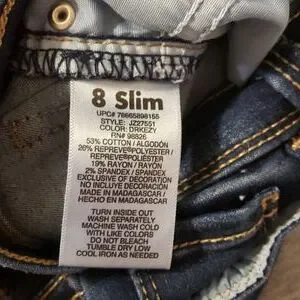 8 Slim
UPC# 78665898155
STYLE: JZ27551
COLOR: DRKEZY
RN# 98826
53% COTTON / ALGODÓN
26% REPREVE®POLYESTER /
REPREVE®POLIÉSTER
19% RAYON / RAYÓN
2% SPANDEX / SPANDEX
EXCLUSIVE OF DECORATION
NO INCLUYE DECORACIÓN
MADE IN MADAGASCAR /
HECHO EN MADAGASCAR
TURN INSIDE OUT
WASH SEPARATELY
MACHINE WASH COLD
WITH LIKE COLORS
DO NOT BLEACH
TUMBLE DRY LOW
COOL IRON AS NEEDED